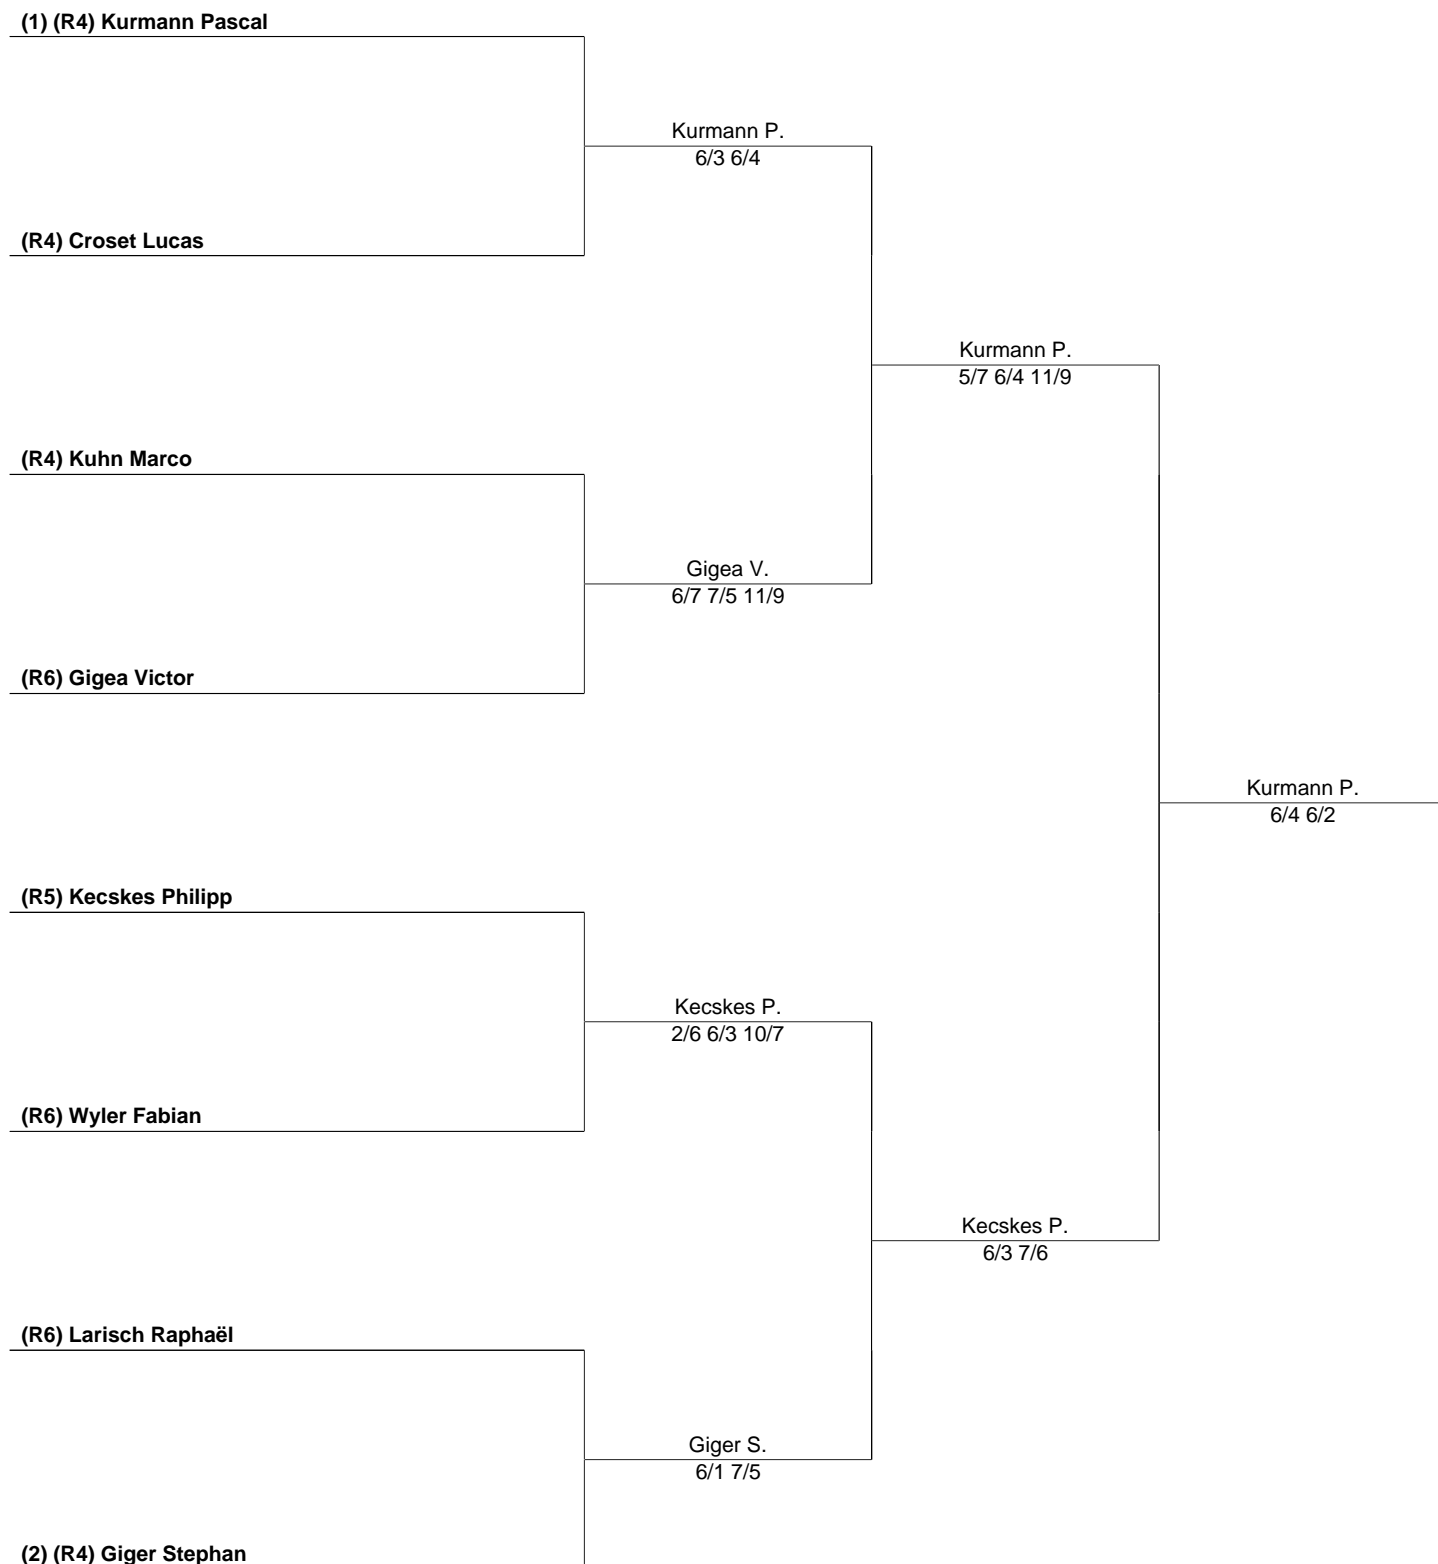 (1) (R4) Kurmann Pascal
Kurmann P.
6/3 6/4
(R4) Croset Lucas
Kurmann P.
5/7 6/4 11/9
(R4) Kuhn Marco
Gigea V.
6/7 7/5 11/9
(R6) Gigea Victor
Kurmann P.
6/4 6/2
(R5) Kecskes Philipp
Kecskes P.
2/6 6/3 10/7
(R6) Wyler Fabian
Kecskes P.
6/3 7/6
(R6) Larisch Raphaël
Giger S.
6/1 7/5
(2) (R4) Giger Stephan